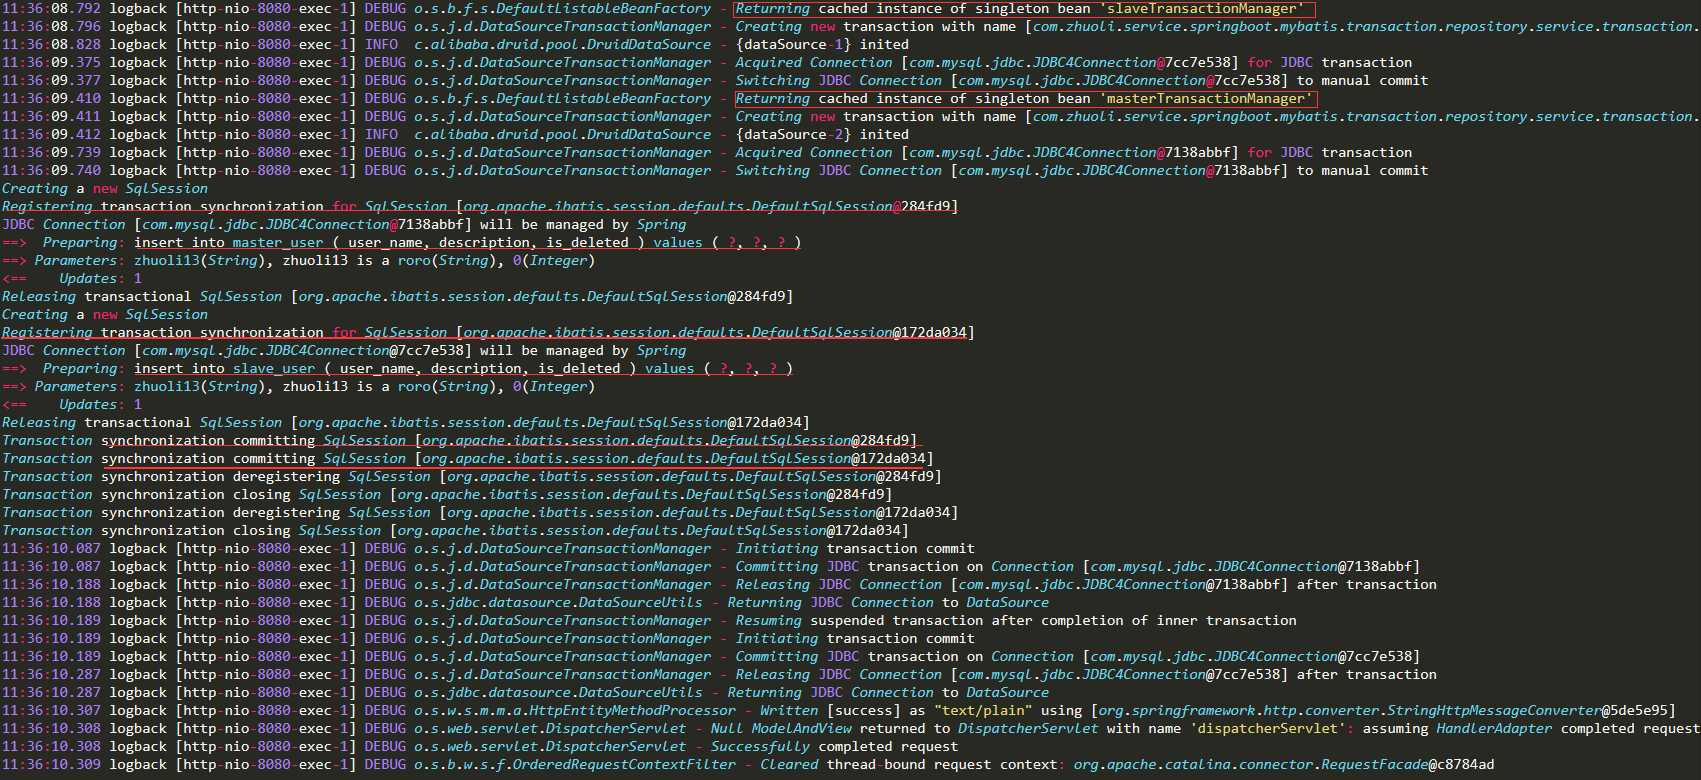 11:36:08.792 logback [http-nio-8080-exec-1] DEBUG o.s.b.f.s.DefaultListableBeanFactory - Returning cached instance of singleton bean 'slaveTransactionManager'
11:36:08.796 logback [http-nio-8080-exec-1] DEBUG o.s.j.d.DataSourceTransactionManager - Creating new transaction with name [com.zhuoli.service.springboot.mybatis.transaction.repository.service.transaction.
11:36:08.828 logback [http-nio-8080-exec-1] INFO  c.alibaba.druid.pool.DruidDataSource - {dataSource-1} inited
11:36:09.375 logback [http-nio-8080-exec-1] DEBUG o.s.j.d.DataSourceTransactionManager - Acquired Connection [com.mysql.jdbc.JDBC4Connection@7cc7e538] for JDBC transaction
11:36:09.377 logback [http-nio-8080-exec-1] DEBUG o.s.j.d.DataSourceTransactionManager - Switching JDBC Connection [com.mysql.jdbc.JDBC4Connection@7cc7e538] to manual commit
11:36:09.410 logback [http-nio-8080-exec-1] DEBUG o.s.b.f.s.DefaultListableBeanFactory - Returning cached instance of singleton bean 'masterTransactionManager'
11:36:09.411 logback [http-nio-8080-exec-1] DEBUG o.s.j.d.DataSourceTransactionManager - Creating new transaction with name [com.zhuoli.service.springboot.mybatis.transaction.repository.service.transaction.
11:36:09.412 logback [http-nio-8080-exec-1] INFO  c.alibaba.druid.pool.DruidDataSource - {dataSource-2} inited
11:36:09.739 logback [http-nio-8080-exec-1] DEBUG o.s.j.d.DataSourceTransactionManager - Acquired Connection [com.mysql.jdbc.JDBC4Connection@7138abbf] for JDBC transaction
11:36:09.740 logback [http-nio-8080-exec-1] DEBUG o.s.j.d.DataSourceTransactionManager - Switching JDBC Connection [com.mysql.jdbc.JDBC4Connection@7138abbf] to manual commit
Creating a new SqlSession
Registering transaction synchronization for SqlSession [org.apache.ibatis.session.defaults.DefaultSqlSession@284fd9]
JDBC Connection [com.mysql.jdbc.JDBC4Connection@7138abbf] will be managed by Spring
==>  Preparing: insert into master_user ( user_name, description, is_deleted ) values ( ?, ?, ? )
==> Parameters: zhuoli13(String), zhuoli13 is a roro(String), 0(Integer)
<==    Updates: 1
Releasing transactional SqlSession [org.apache.ibatis.session.defaults.DefaultSqlSession@284fd9]
Creating a new SqlSession
Registering transaction synchronization for SqlSession [org.apache.ibatis.session.defaults.DefaultSqlSession@172da034]
JDBC Connection [com.mysql.jdbc.JDBC4Connection@7cc7e538] will be managed by Spring
==>  Preparing: insert into slave_user ( user_name, description, is_deleted ) values ( ?, ?, ? )
==> Parameters: zhuoli13(String), zhuoli13 is a roro(String), 0(Integer)
<==    Updates: 1
Releasing transactional SqlSession [org.apache.ibatis.session.defaults.DefaultSqlSession@172da034]
Transaction synchronization committing SqlSession [org.apache.ibatis.session.defaults.DefaultSqlSession@284fd9]
Transaction synchronization committing SqlSession [org.apache.ibatis.session.defaults.DefaultSqlSession@172da034]
Transaction synchronization deregistering SqlSession [org.apache.ibatis.session.defaults.DefaultSqlSession@284fd9]
Transaction synchronization closing SqlSession [org.apache.ibatis.session.defaults.DefaultSqlSession@284fd9]
Transaction synchronization deregistering SqlSession [org.apache.ibatis.session.defaults.DefaultSqlSession@172da034]
Transaction synchronization closing SqlSession [org.apache.ibatis.session.defaults.DefaultSqlSession@172da034]
11:36:10.087 logback [http-nio-8080-exec-1] DEBUG o.s.j.d.DataSourceTransactionManager - Initiating transaction commit
11:36:10.087 logback [http-nio-8080-exec-1] DEBUG o.s.j.d.DataSourceTransactionManager - Committing JDBC transaction on Connection [com.mysql.jdbc.JDBC4Connection@7138abbf]
11:36:10.188 logback [http-nio-8080-exec-1] DEBUG o.s.j.d.DataSourceTransactionManager - Releasing JDBC Connection [com.mysql.jdbc.JDBC4Connection@7138abbf] after transaction
11:36:10.188 logback [http-nio-8080-exec-1] DEBUG o.s.jdbc.datasource.DataSourceUtils - Returning JDBC Connection to DataSource
11:36:10.189 logback [http-nio-8080-exec-1] DEBUG o.s.j.d.DataSourceTransactionManager - Resuming suspended transaction after completion of inner transaction
11:36:10.189 logback [http-nio-8080-exec-1] DEBUG o.s.j.d.DataSourceTransactionManager - Initiating transaction commit
11:36:10.189 logback [http-nio-8080-exec-1] DEBUG o.s.j.d.DataSourceTransactionManager - Committing JDBC transaction on Connection [com.mysql.jdbc.JDBC4Connection@7cc7e538]
11:36:10.287 logback [http-nio-8080-exec-1] DEBUG o.s.j.d.DataSourceTransactionManager - Releasing JDBC Connection [com.mysql.jdbc.JDBC4Connection@7cc7e538] after transaction
11:36:10.287 logback [http-nio-8080-exec-1] DEBUG o.s.jdbc.datasource.DataSourceUtils - Returning JDBC Connection to DataSource
11:36:10.307 logback [http-nio-8080-exec-1] DEBUG o.s.w.s.m.m.a.HttpEntityMethodProcessor - Written [success] as "text/plain" using [org.springframework.http.converter.StringHttpMessageConverter@5de5e95]
11:36:10.308 logback [http-nio-8080-exec-1] DEBUG o.s.web.servlet.DispatcherServlet - Null ModelAndView returned to DispatcherServlet with name 'dispatcherServlet': assuming HandlerAdapter completed request
11:36:10.308 logback [http-nio-8080-exec-1] DEBUG o.s.web.servlet.DispatcherServlet - Successfully completed request
11:36:10.309 logback [http-nio-8080-exec-1] DEBUG o.s.b.w.s.f.OrderedRequestContextFilter - Cleared thread-bound request context: org.apache.catalina.connector.RequestFacade@c8784ad